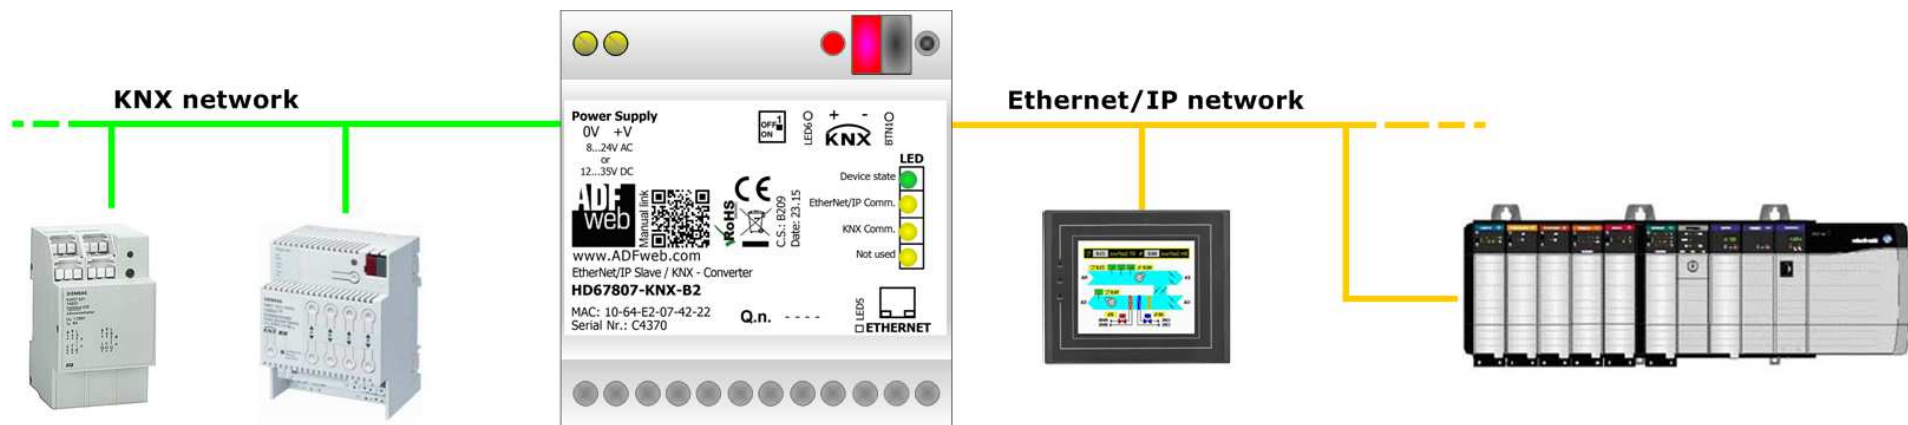 KNX network
Ethernet/IP network
Power Supply
0V +V
8...24V AC
or
12...35V DC
OFF 1
ON
LED6
+ -
KNX
BTN1
LED
Device state
EtherNet/IP Comm.
KNX Comm.
Not used
ADF
web
Manual link
RoHS
CE
C.S.: B209
Date: 23.15
www.ADFweb.com
EtherNet/IP Slave / KNX - Converter
HD67807-KNX-B2
MAC: 10-64-E2-07-42-22
Serial Nr.: C4370
Q.n. - - - -
LED5
ETHERNET
SIEMENS